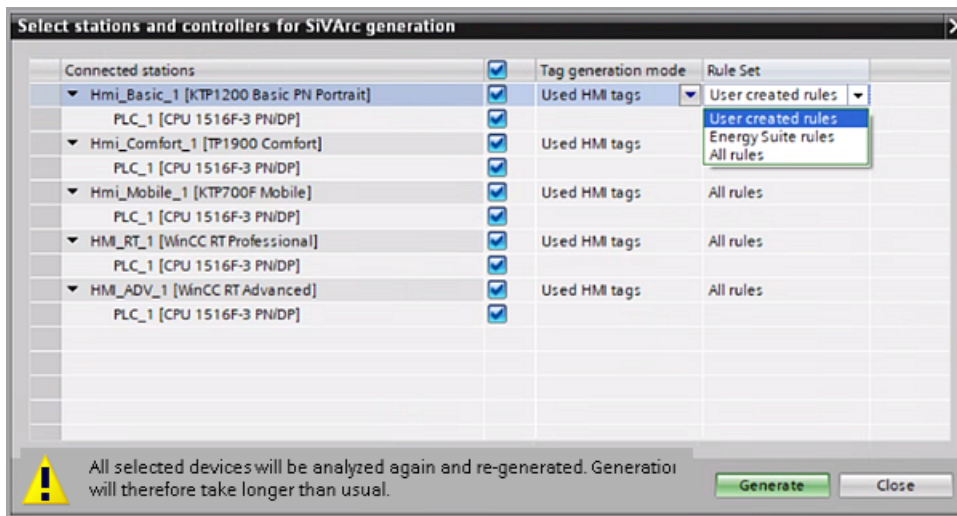 Select stations and controllers for SiVArc generation
Connected stations Tag generation mode Rule Set
Hmi_Basic_1 [KTP1200 Basic PN Portrait] Used HMI tags User created rules
PLC_1 [CPU 1516F-3 PN/DP] User created rules
Energy Suite rules
Hmi_Comfort_1 [TP1900 Comfort] Used HMI tags
All rules
PLC_1 [CPU 1516F-3 PN/DP]
Hmi_Mobile_1 [KTP700F Mobile] Used HMI tags All rules
PLC_1 [CPU 1516F-3 PN/DP]
HMI_RT_1 [WinCC RT Professional] Used HMI tags All rules
PLC_1 [CPU 1516F-3 PN/DP]
HMI_ADV_1 [WinCC RT Advanced] Used HMI tags All rules
PLC_1 [CPU 1516F-3 PN/DP]
All selected devices will be analyzed again and re-generated. Generation
will therefore take longer than usual.
Generate Close